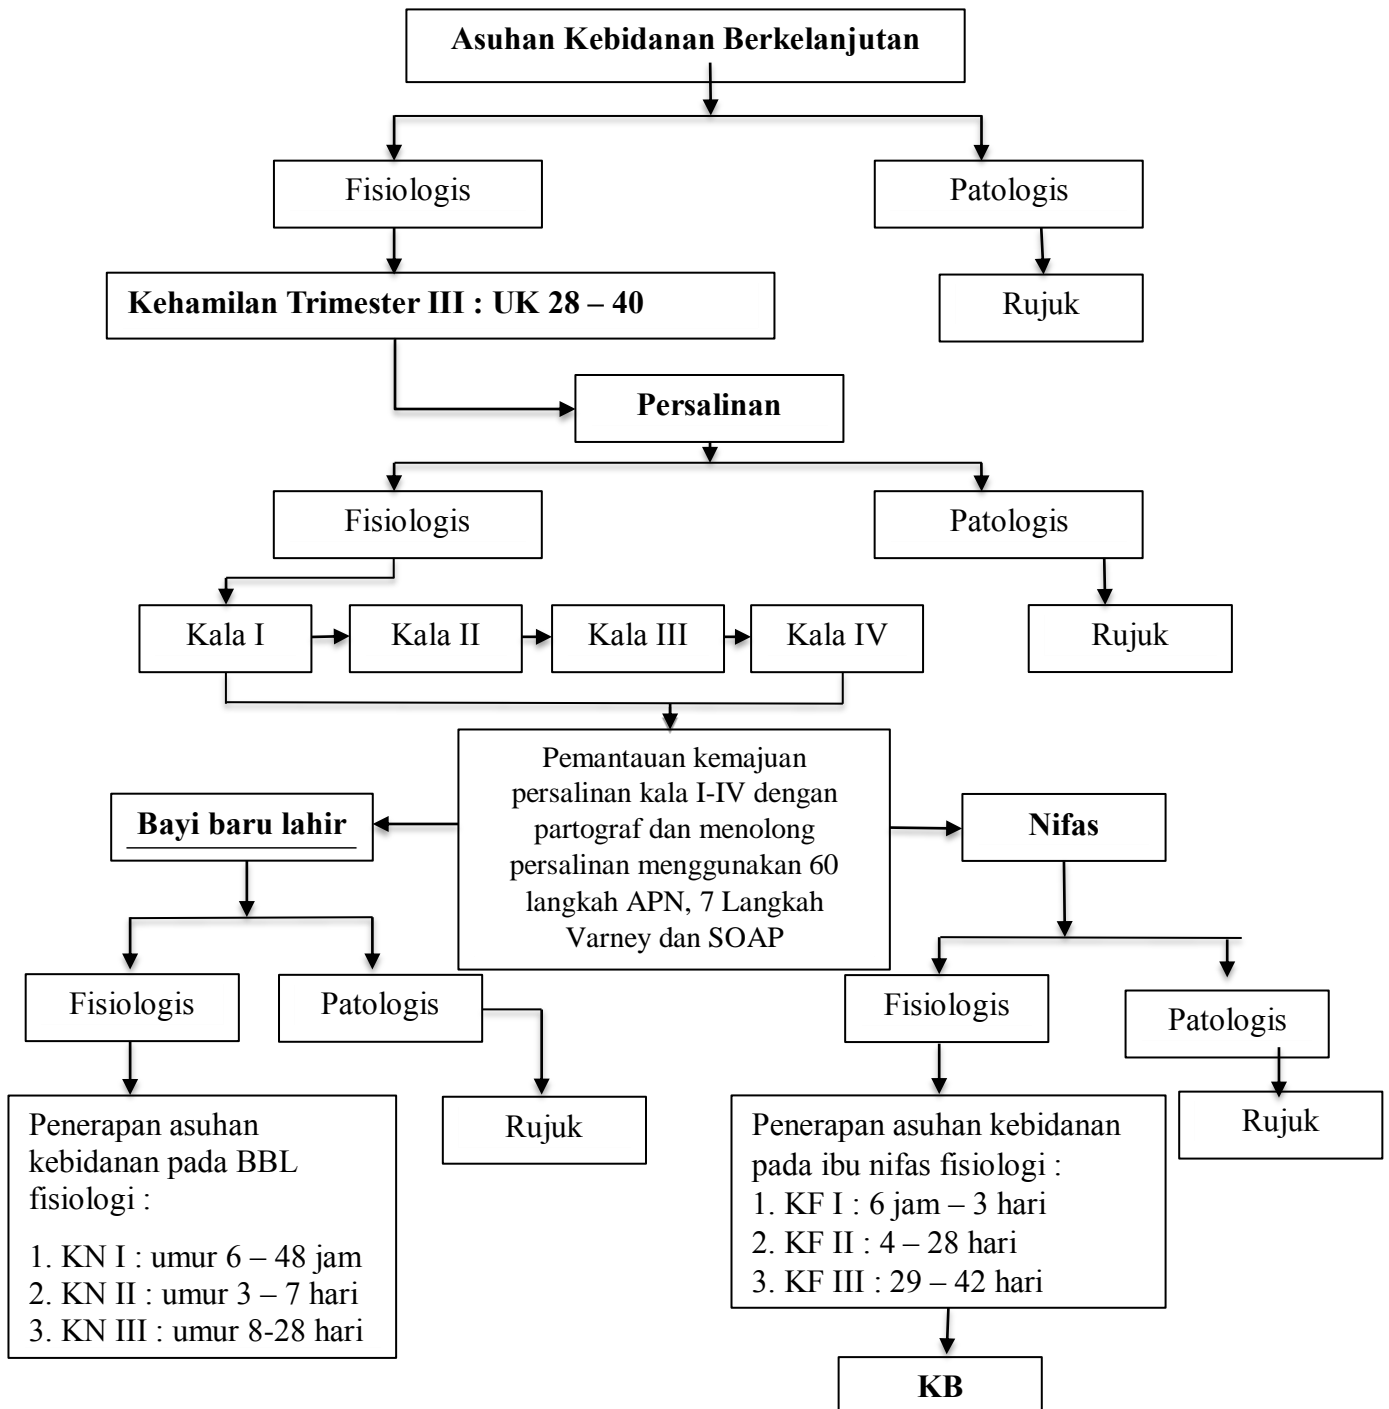 Asuhan Kebidanan Berkelanjutan
Fisiologis
Patologis
Kehamilan Trimester III : UK 28 – 40
Rujuk
Persalinan
Fisiologis
Patologis
Kala I
Kala II
Kala III
Kala IV
Rujuk
Pemantauan kemajuan
persalinan kala I-IV dengan
partograf dan menolong
persalinan menggunakan 60
langkah APN, 7 Langkah
Varney dan SOAP
Bayi baru lahir
Nifas
Fisiologis
Patologis
Fisiologis
Patologis
Penerapan asuhan
kebidanan pada BBL
fisiologi :
1. KN I : umur 6 – 48 jam
2. KN II : umur 3 – 7 hari
3. KN III : umur 8-28 hari
Rujuk
Penerapan asuhan kebidanan
pada ibu nifas fisiologi :
1. KF I : 6 jam – 3 hari
2. KF II : 4 – 28 hari
3. KF III : 29 – 42 hari
Rujuk
KB